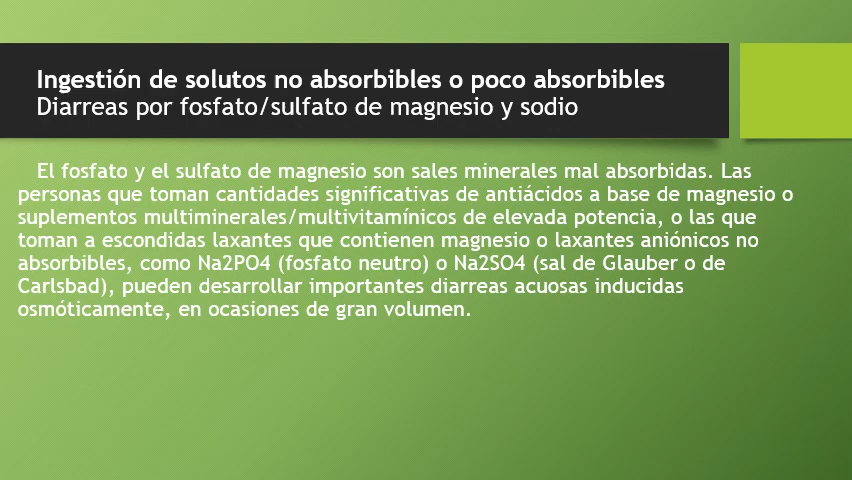 Ingestión de solutos no absorbibles o poco absorbibles
Diarreas por fosfato/sulfato de magnesio y sodio
El fosfato y el sulfato de magnesio son sales minerales mal absorbidas. Las
personas que toman cantidades significativas de antiácidos a base de magnesio o
suplementos multiminerales/multivitamínicos de elevada potencia, o las que
toman a escondidas laxantes que contienen magnesio o laxantes aniónicos no
absorbibles, como Na2PO4 (fosfato neutro) o Na2SO4 (sal de Glauber o de
Carlsbad), pueden desarrollar importantes diarreas acuosas inducidas
osmóticamente, en ocasiones de gran volumen.